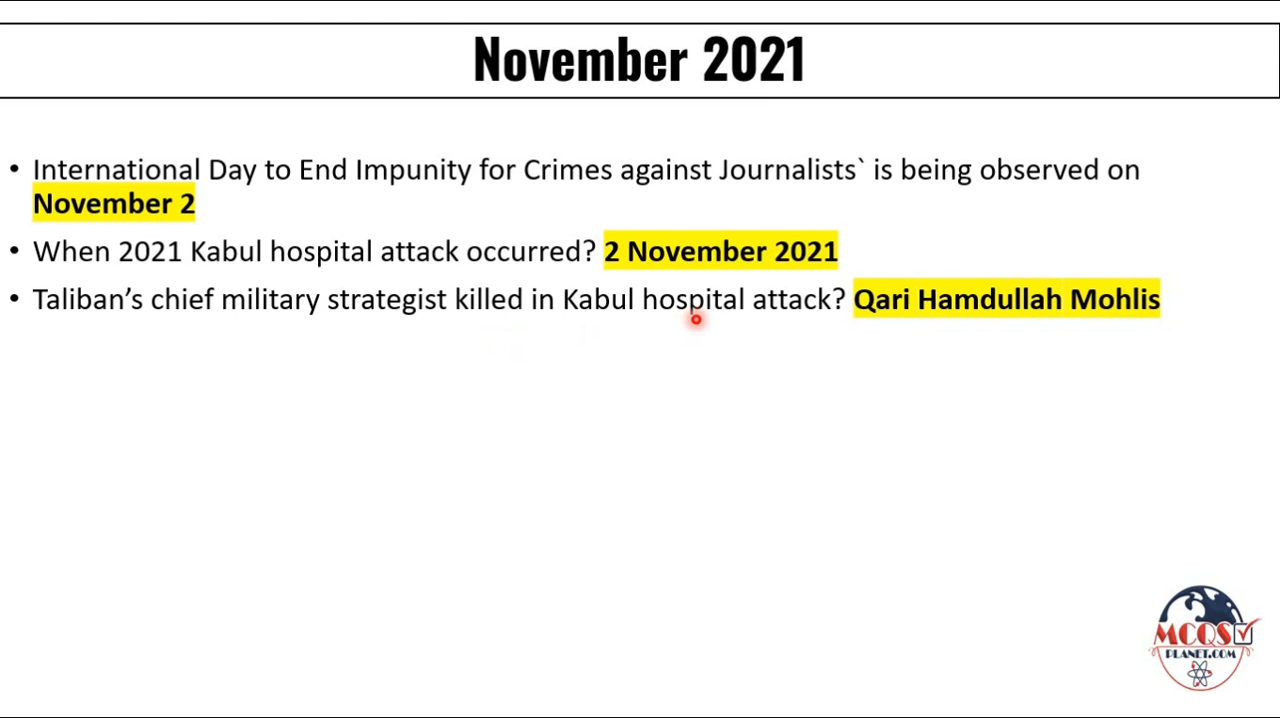 November 2021
• International Day to End Impunity for Crimes against Journalists` is being observed on
November 2
• When 2021 Kabul hospital attack occurred? 2 November 2021
• Taliban’s chief military strategist killed in Kabul hospital attack? Qari Hamdullah Mohlis
MCQS
PLANET.COM